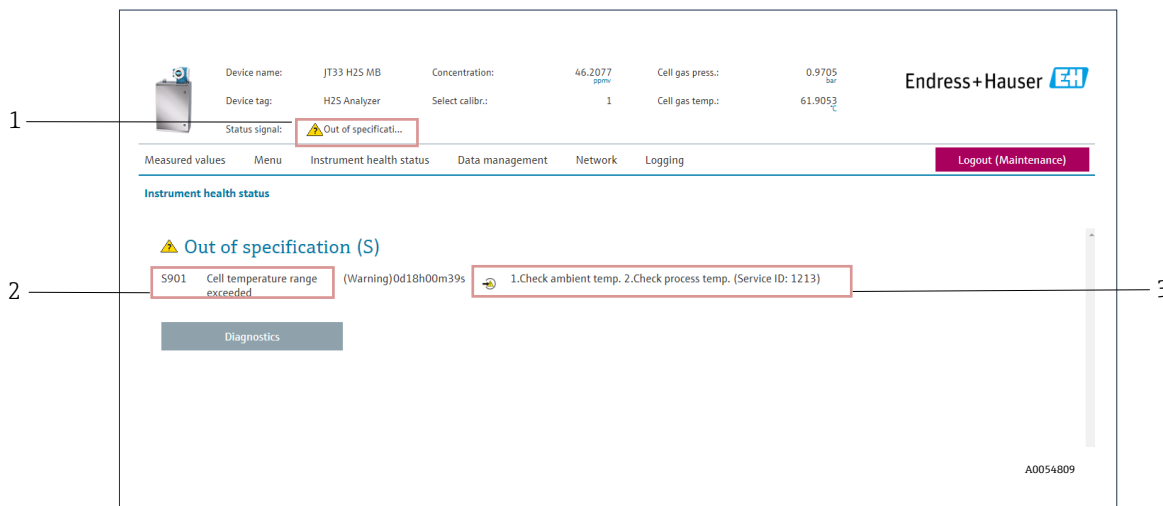 Device name: JT33 H2S MB Concentration: 46.2077 ppmv Cell gas press.: 0.9705 bar
Endress+Hauser EH
Device tag: H2S Analyzer Select calibr.: 1 Cell gas temp.: 61.9053 °C
1
Status signal: Out of specificati...
Measured values Menu Instrument health status Data management Network Logging Logout (Maintenance)
Instrument health status
Out of specification (S)
S901 Cell temperature range (Warning)0d18h00m39s 1.Check ambient temp. 2.Check process temp. (Service ID: 1213)
exceeded
2
3
Diagnostics
A0054809